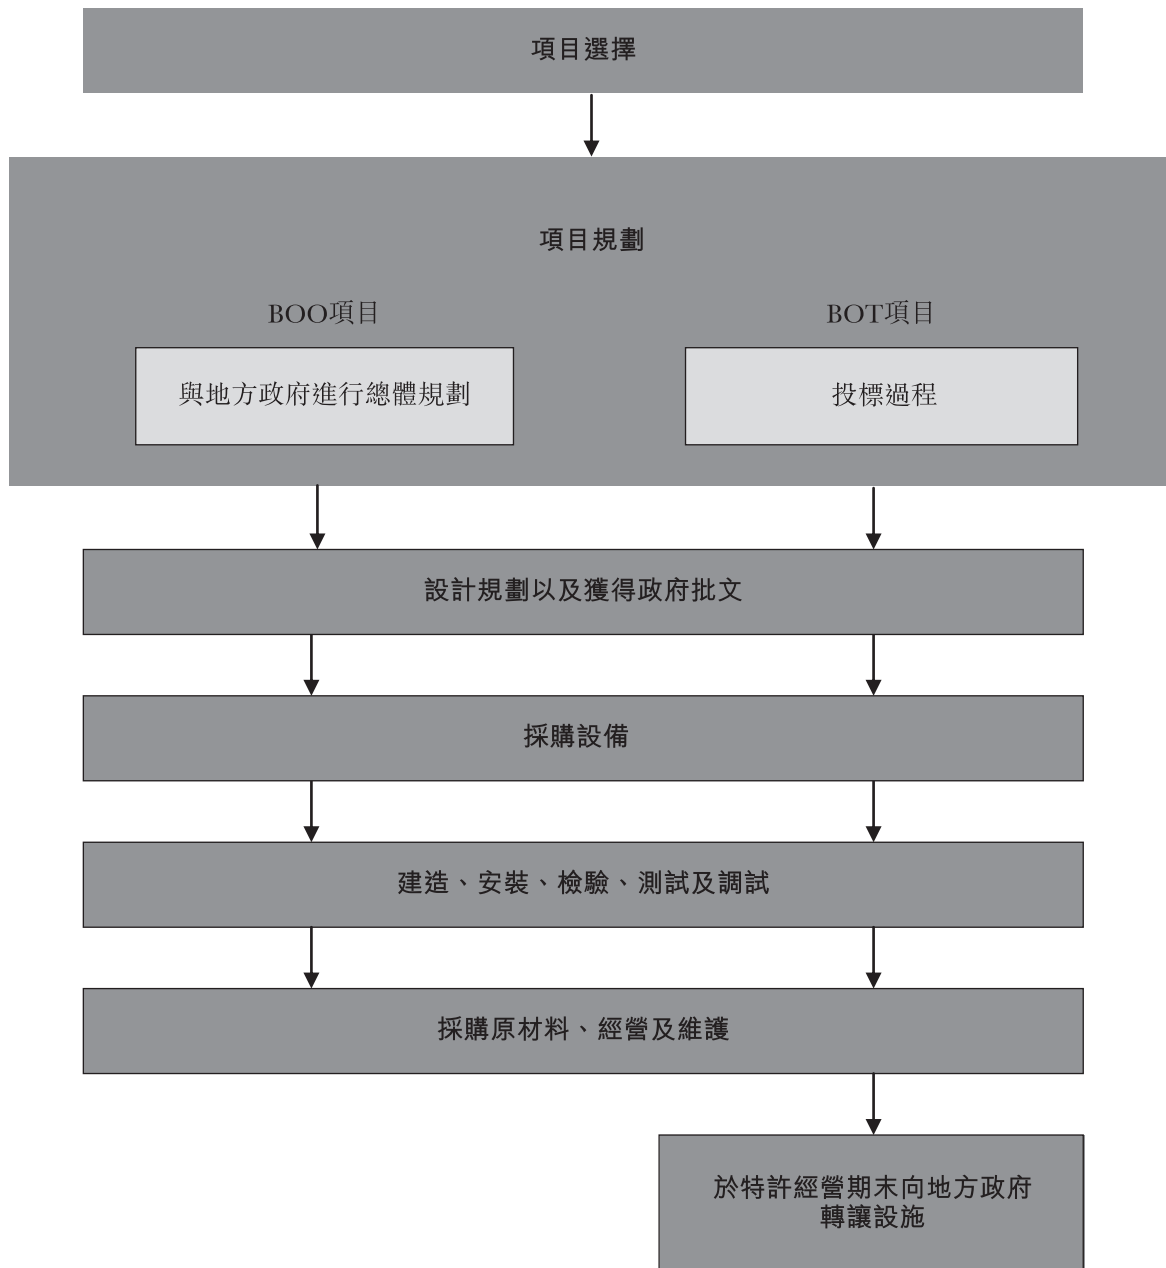 項目選擇
項目規劃
BOO項目
BOT項目
與地方政府進行總體規劃
投標過程
設計規劃以及獲得政府批文
採購設備
建造、安裝、檢驗、測試及調試
採購原材料、經營及維護
於特許經營期末向地方政府
轉讓設施